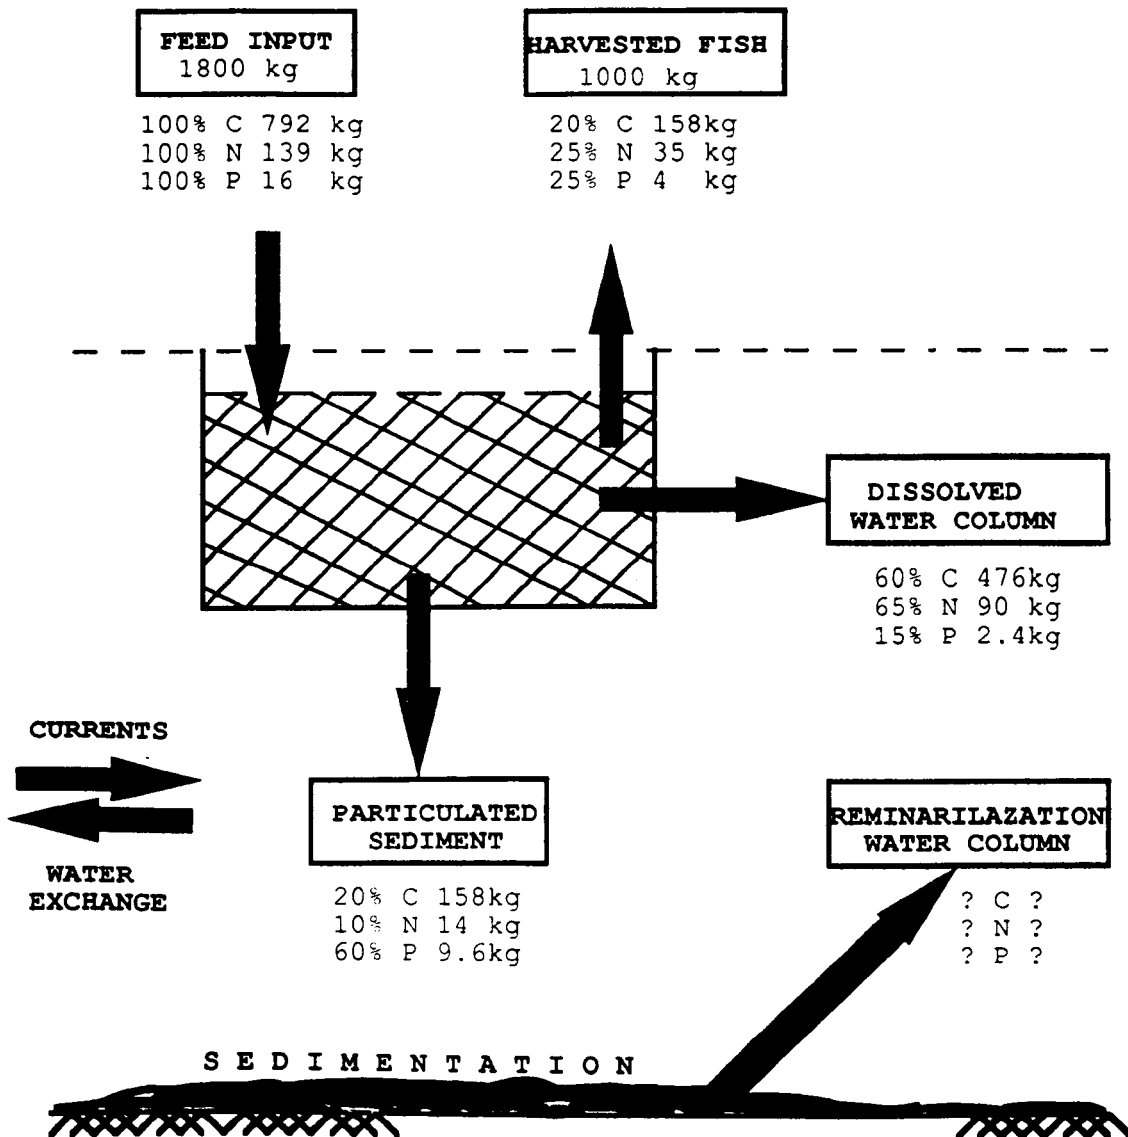 FEED INPUT
1800 kg
100% C 792 kg
100% N 139 kg
100% P 16 kg
HARVESTED FISH
1000 kg
20% C 158kg
25% N 35 kg
25% P 4 kg
DISSOLVED
WATER COLUMN
60% C 476kg
65% N 90 kg
15% P 2.4kg
CURRENTS
WATER
EXCHANGE
PARTICULATED
SEDIMENT
20% C 158kg
10% N 14 kg
60% P 9.6kg
REMINARILAZATION
WATER COLUMN
? C ?
? N ?
? P ?
SEDIMENTATION